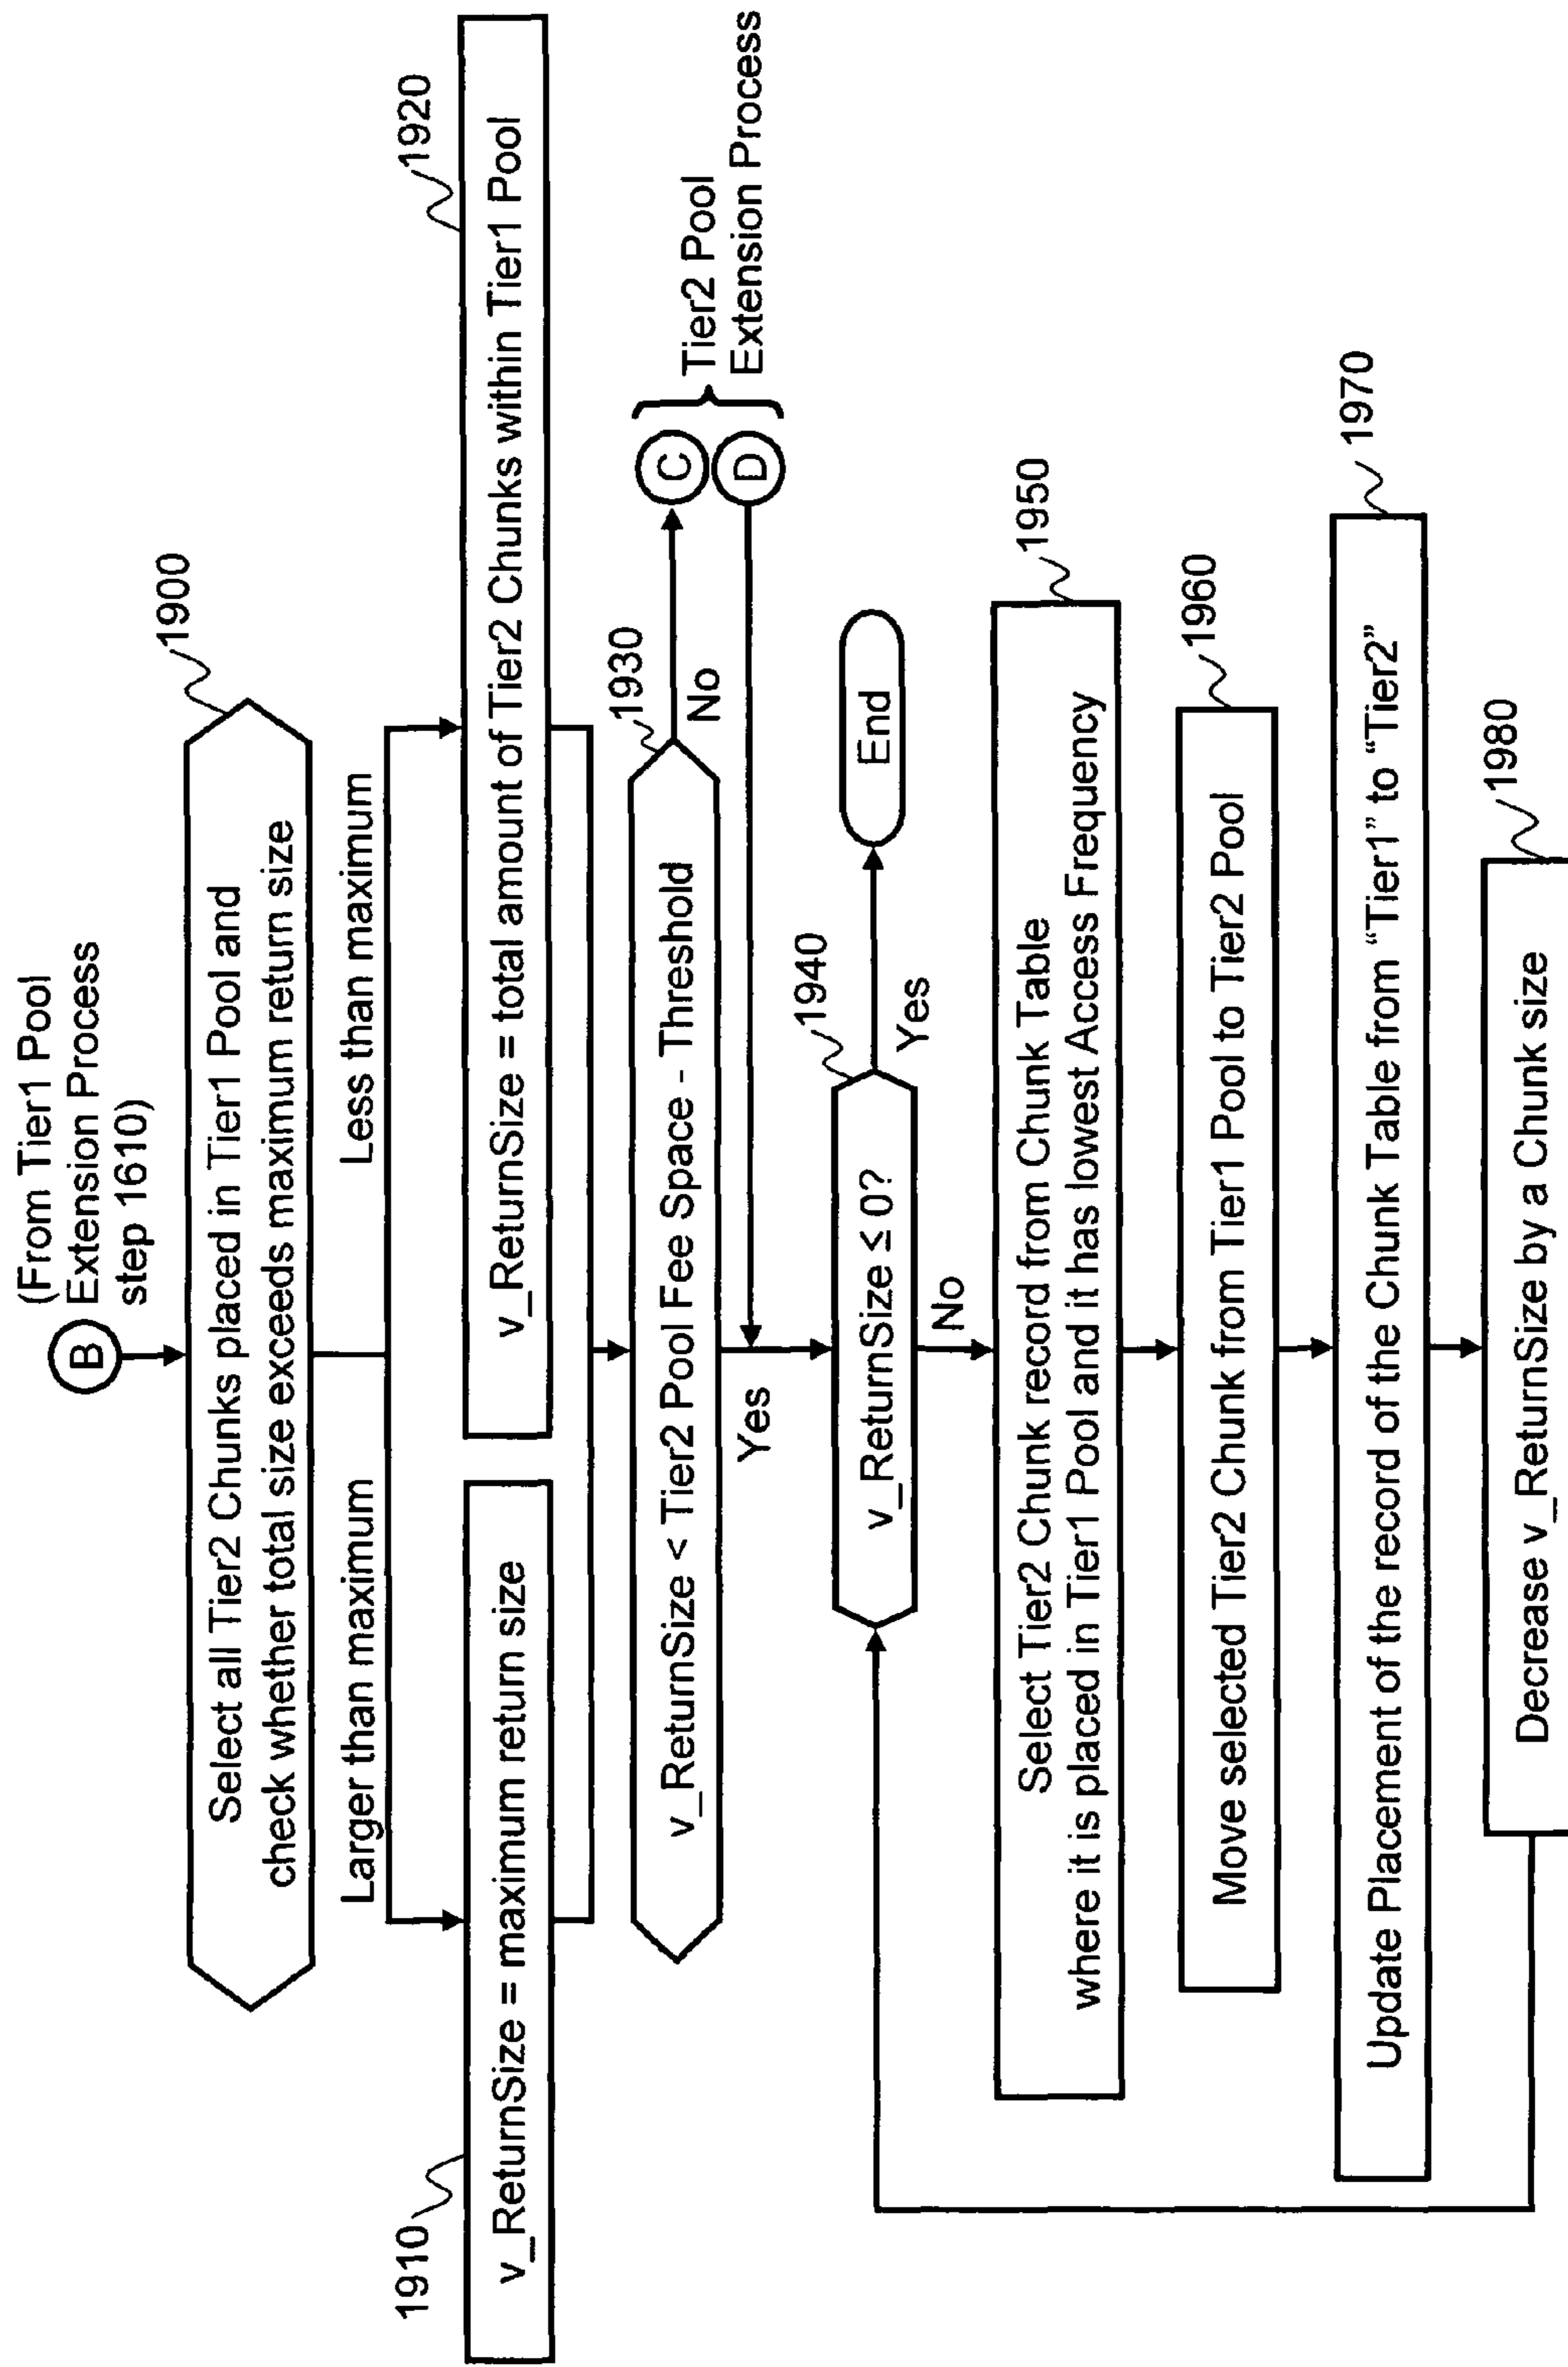 (From Tier1 Pool
Extension Process
step 1610)
B
1900
Select all Tier2 Chunks placed in Tier1 Pool and
check whether total size exceeds maximum return size
Larger than maximum
Less than maximum
1910
v_ReturnSize = maximum return size
1920
v_ReturnSize = total amount of Tier2 Chunks within Tier1 Pool
1930
v_ReturnSize < Tier2 Pool Fee Space - Threshold
No
C
D
Tier2 Pool
Extension Process
Yes
1940
v_ReturnSize ≤ 0?
Yes
End
No
1950
Select Tier2 Chunk record from Chunk Table
where it is placed in Tier1 Pool and it has lowest Access Frequency
1960
Move selected Tier2 Chunk from Tier1 Pool to Tier2 Pool
1970
Update Placement of the record of the Chunk Table from “Tier1” to “Tier2”
1980
Decrease v_ReturnSize by a Chunk size